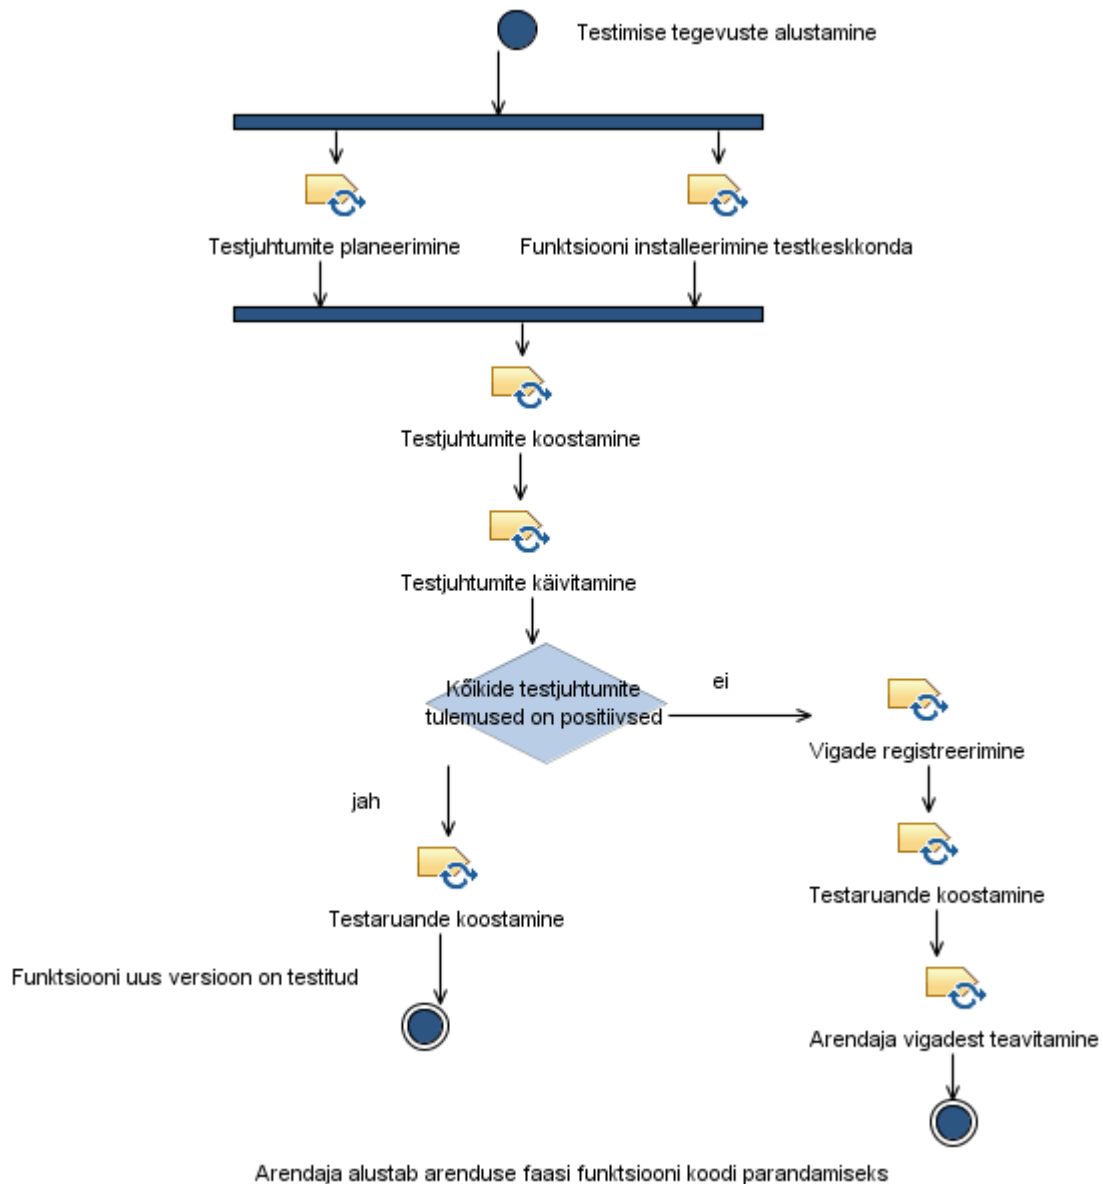 Testimise tegevuste alustamine
Testjuhtumite planeerimine
Funktsiooni installeerimine testkeskkonda
Testjuhtumite koostamine
Testjuhtumite käivitamine
Kõikide testjuhtumite
tulemused on positiivsed
ei
Vigade registreerimine
jah
Testaruande koostamine
Testaruande koostamine
Funktsiooni uus versioon on testitud
Arendaja vigadest teavitamine
Arendaja alustab arenduse faasi funktsiooni koodi parandamiseks